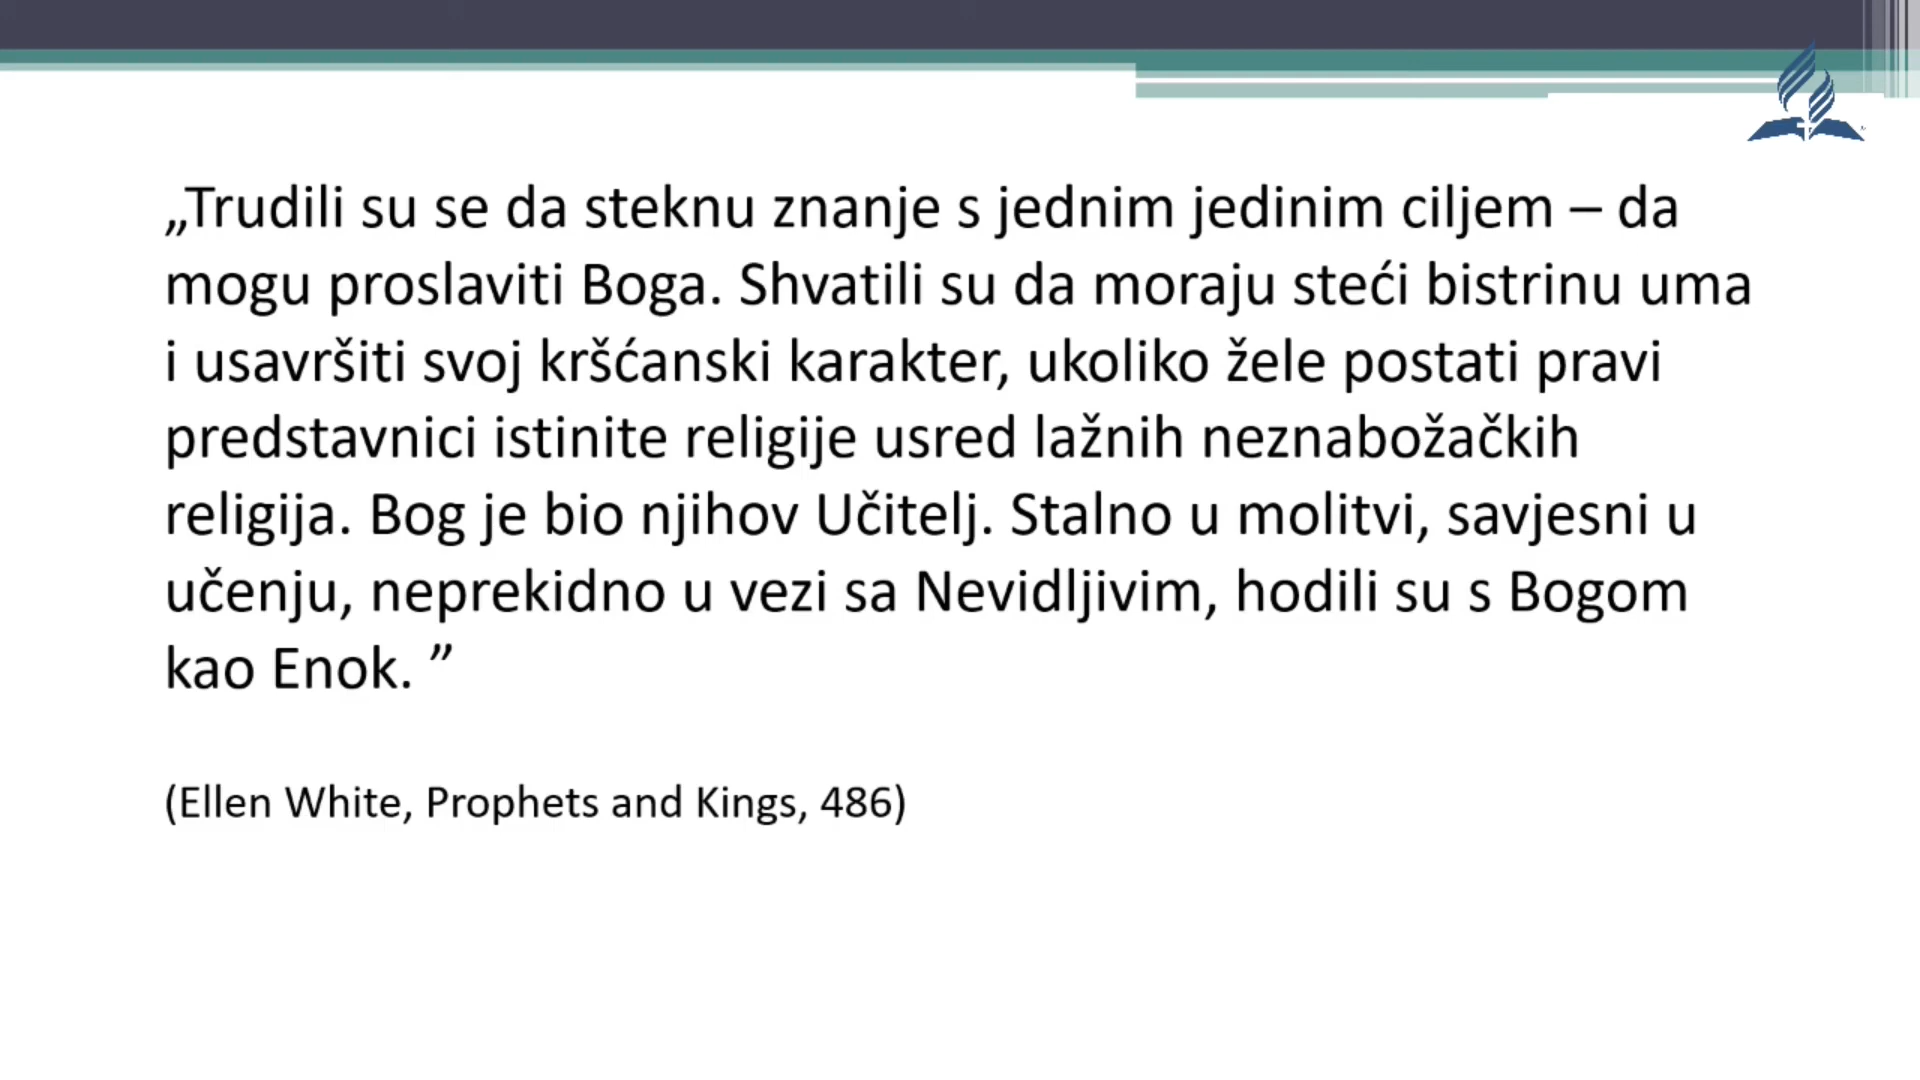 „Trudili su se da steknu znanje s jednim jedinim ciljem – da
mogu proslaviti Boga. Shvatili su da moraju steći bistrinu uma
i usavršiti svoj kršćanski karakter, ukoliko žele postati pravi
predstavnici istinite religije usred lažnih neznabožačkih
religija. Bog je bio njihov Učitelj. Stalno u molitvi, savjesni u
učenju, neprekidno u vezi sa Nevidljivim, hodili su s Bogom
kao Enok. ”
(Ellen White, Prophets and Kings, 486)